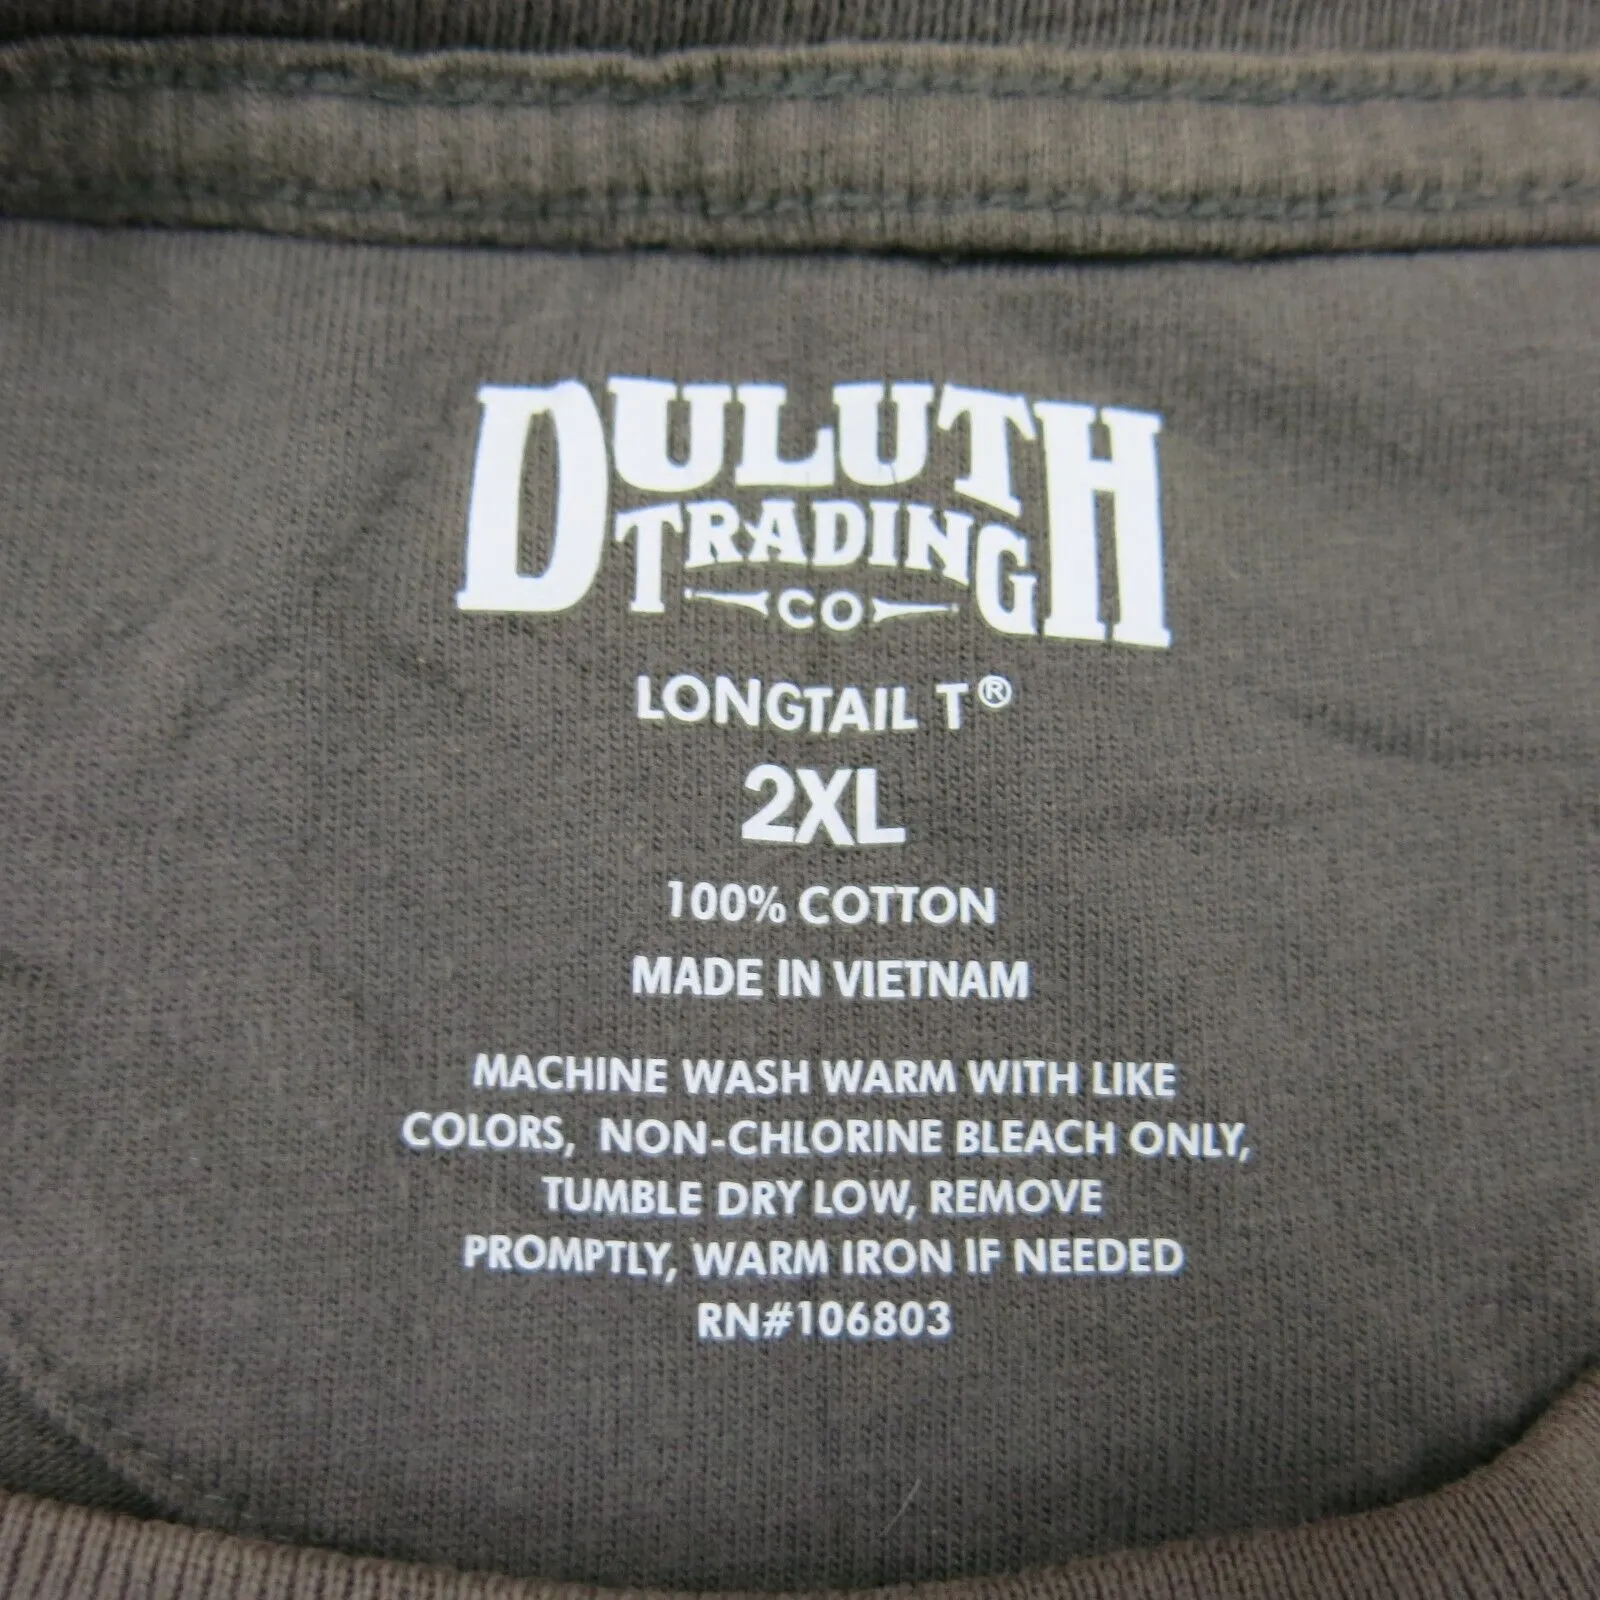 DULUTH
TRADING
CO
LONGTAIL T®
2XL
100% COTTON
MADE IN VIETNAM
MACHINE WASH WARM WITH LIKE
COLORS, NON-CHLORINE BLEACH ONLY,
TUMBLE DRY LOW, REMOVE
PROMPTLY, WARM IRON IF NEEDED
RN#106803